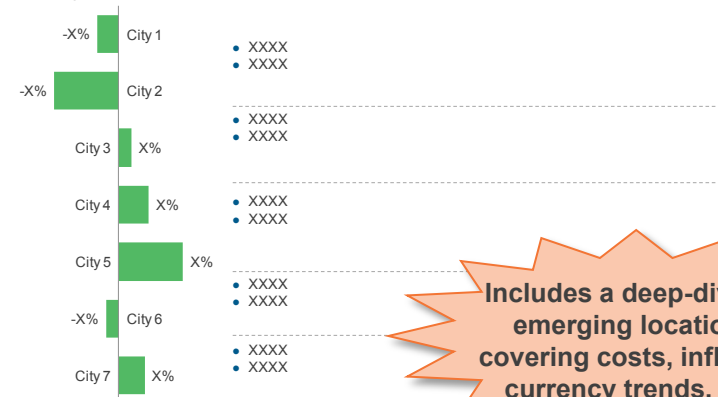 -X% City 1
XXXX
XXXX
-X% City 2
XXXX
XXXX
City 3 X%
City 4 X%
XXXX
XXXX
City 5 X%
XXXX
XXXX
-X% City 6
XXXX
XXXX
City 7 X%
Includes a deep-
emerging
covering costs,
currency trends,